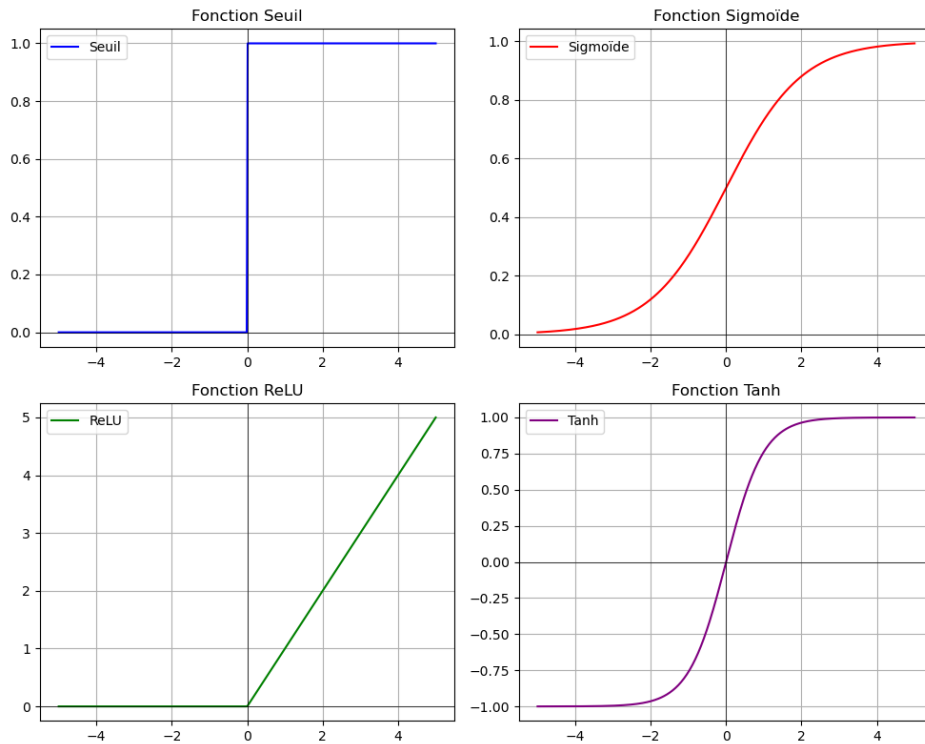 Fonction Seuil
Seuil
1.0
0.8
0.6
0.4
0.2
0.0
−4 −2 0 2 4
Fonction Sigmoïde
Sigmoïde
1.0
0.8
0.6
0.4
0.2
0.0
−4 −2 0 2 4
Fonction ReLU
ReLU
5
4
3
2
1
0
−4 −2 0 2 4
Fonction Tanh
Tanh
1.00
0.75
0.50
0.25
0.00
−0.25
−0.50
−0.75
−1.00
−4 −2 0 2 4